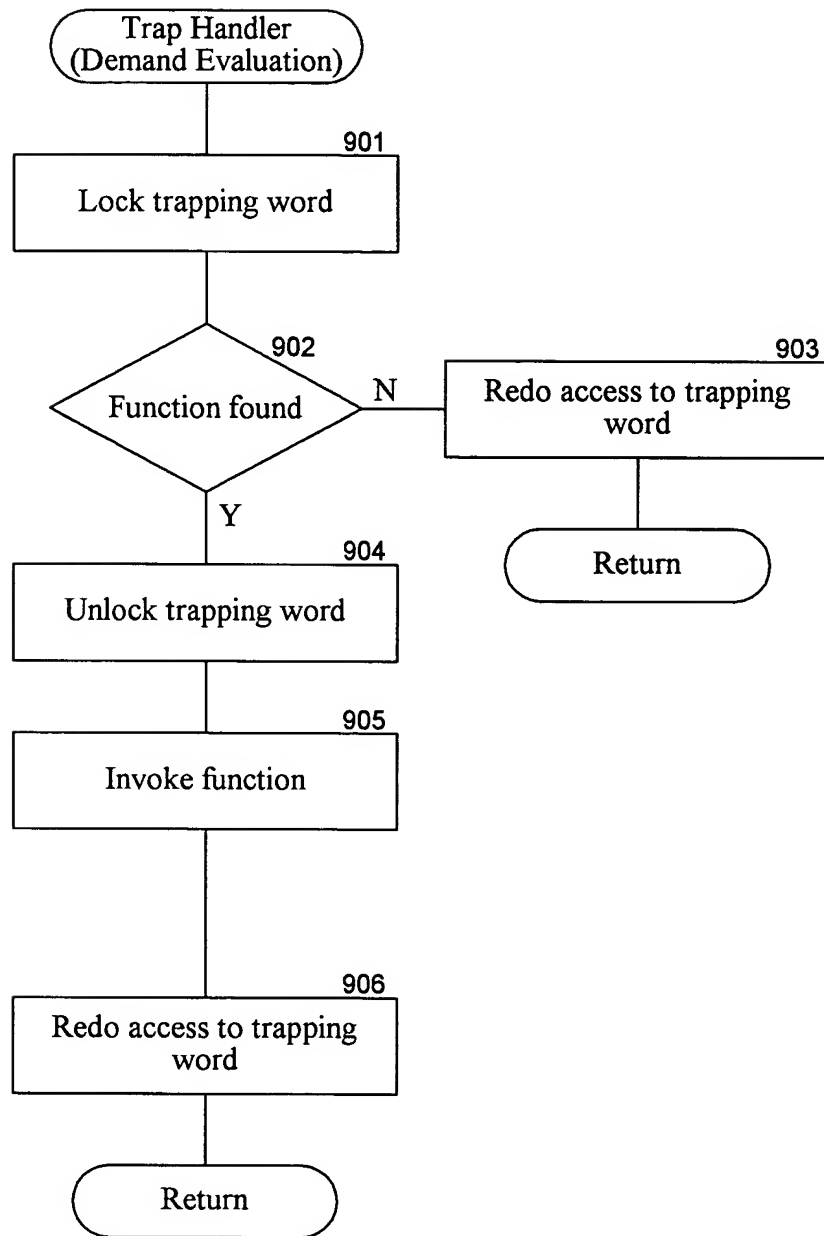 Trap Handler
(Demand Evaluation)
901
Lock trapping word
902
Function found
N
903
Redo access to trapping
word
Return
Y
904
Unlock trapping word
905
Invoke function
906
Redo access to trapping
word
Return